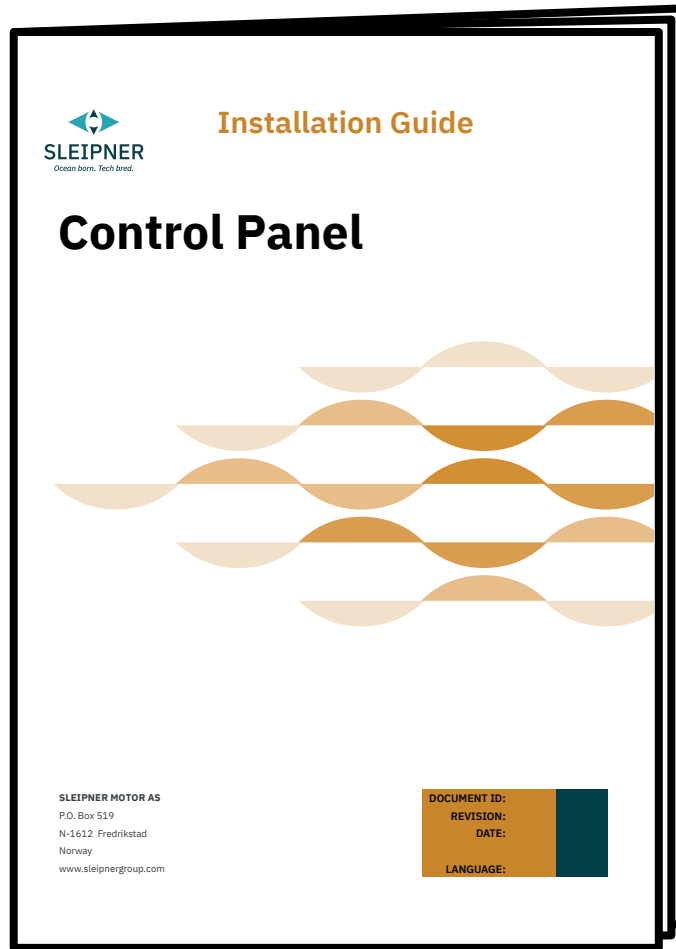 Installation Guide
SLEIPNER
Ocean born. Tech bred.
Control Panel
SLEIPNER MOTOR AS
P.O. Box 519
N-1612 Fredrikstad
Norway
www.sleipnergroup.com
DOCUMENT ID:
REVISION:
DATE:
LANGUAGE: